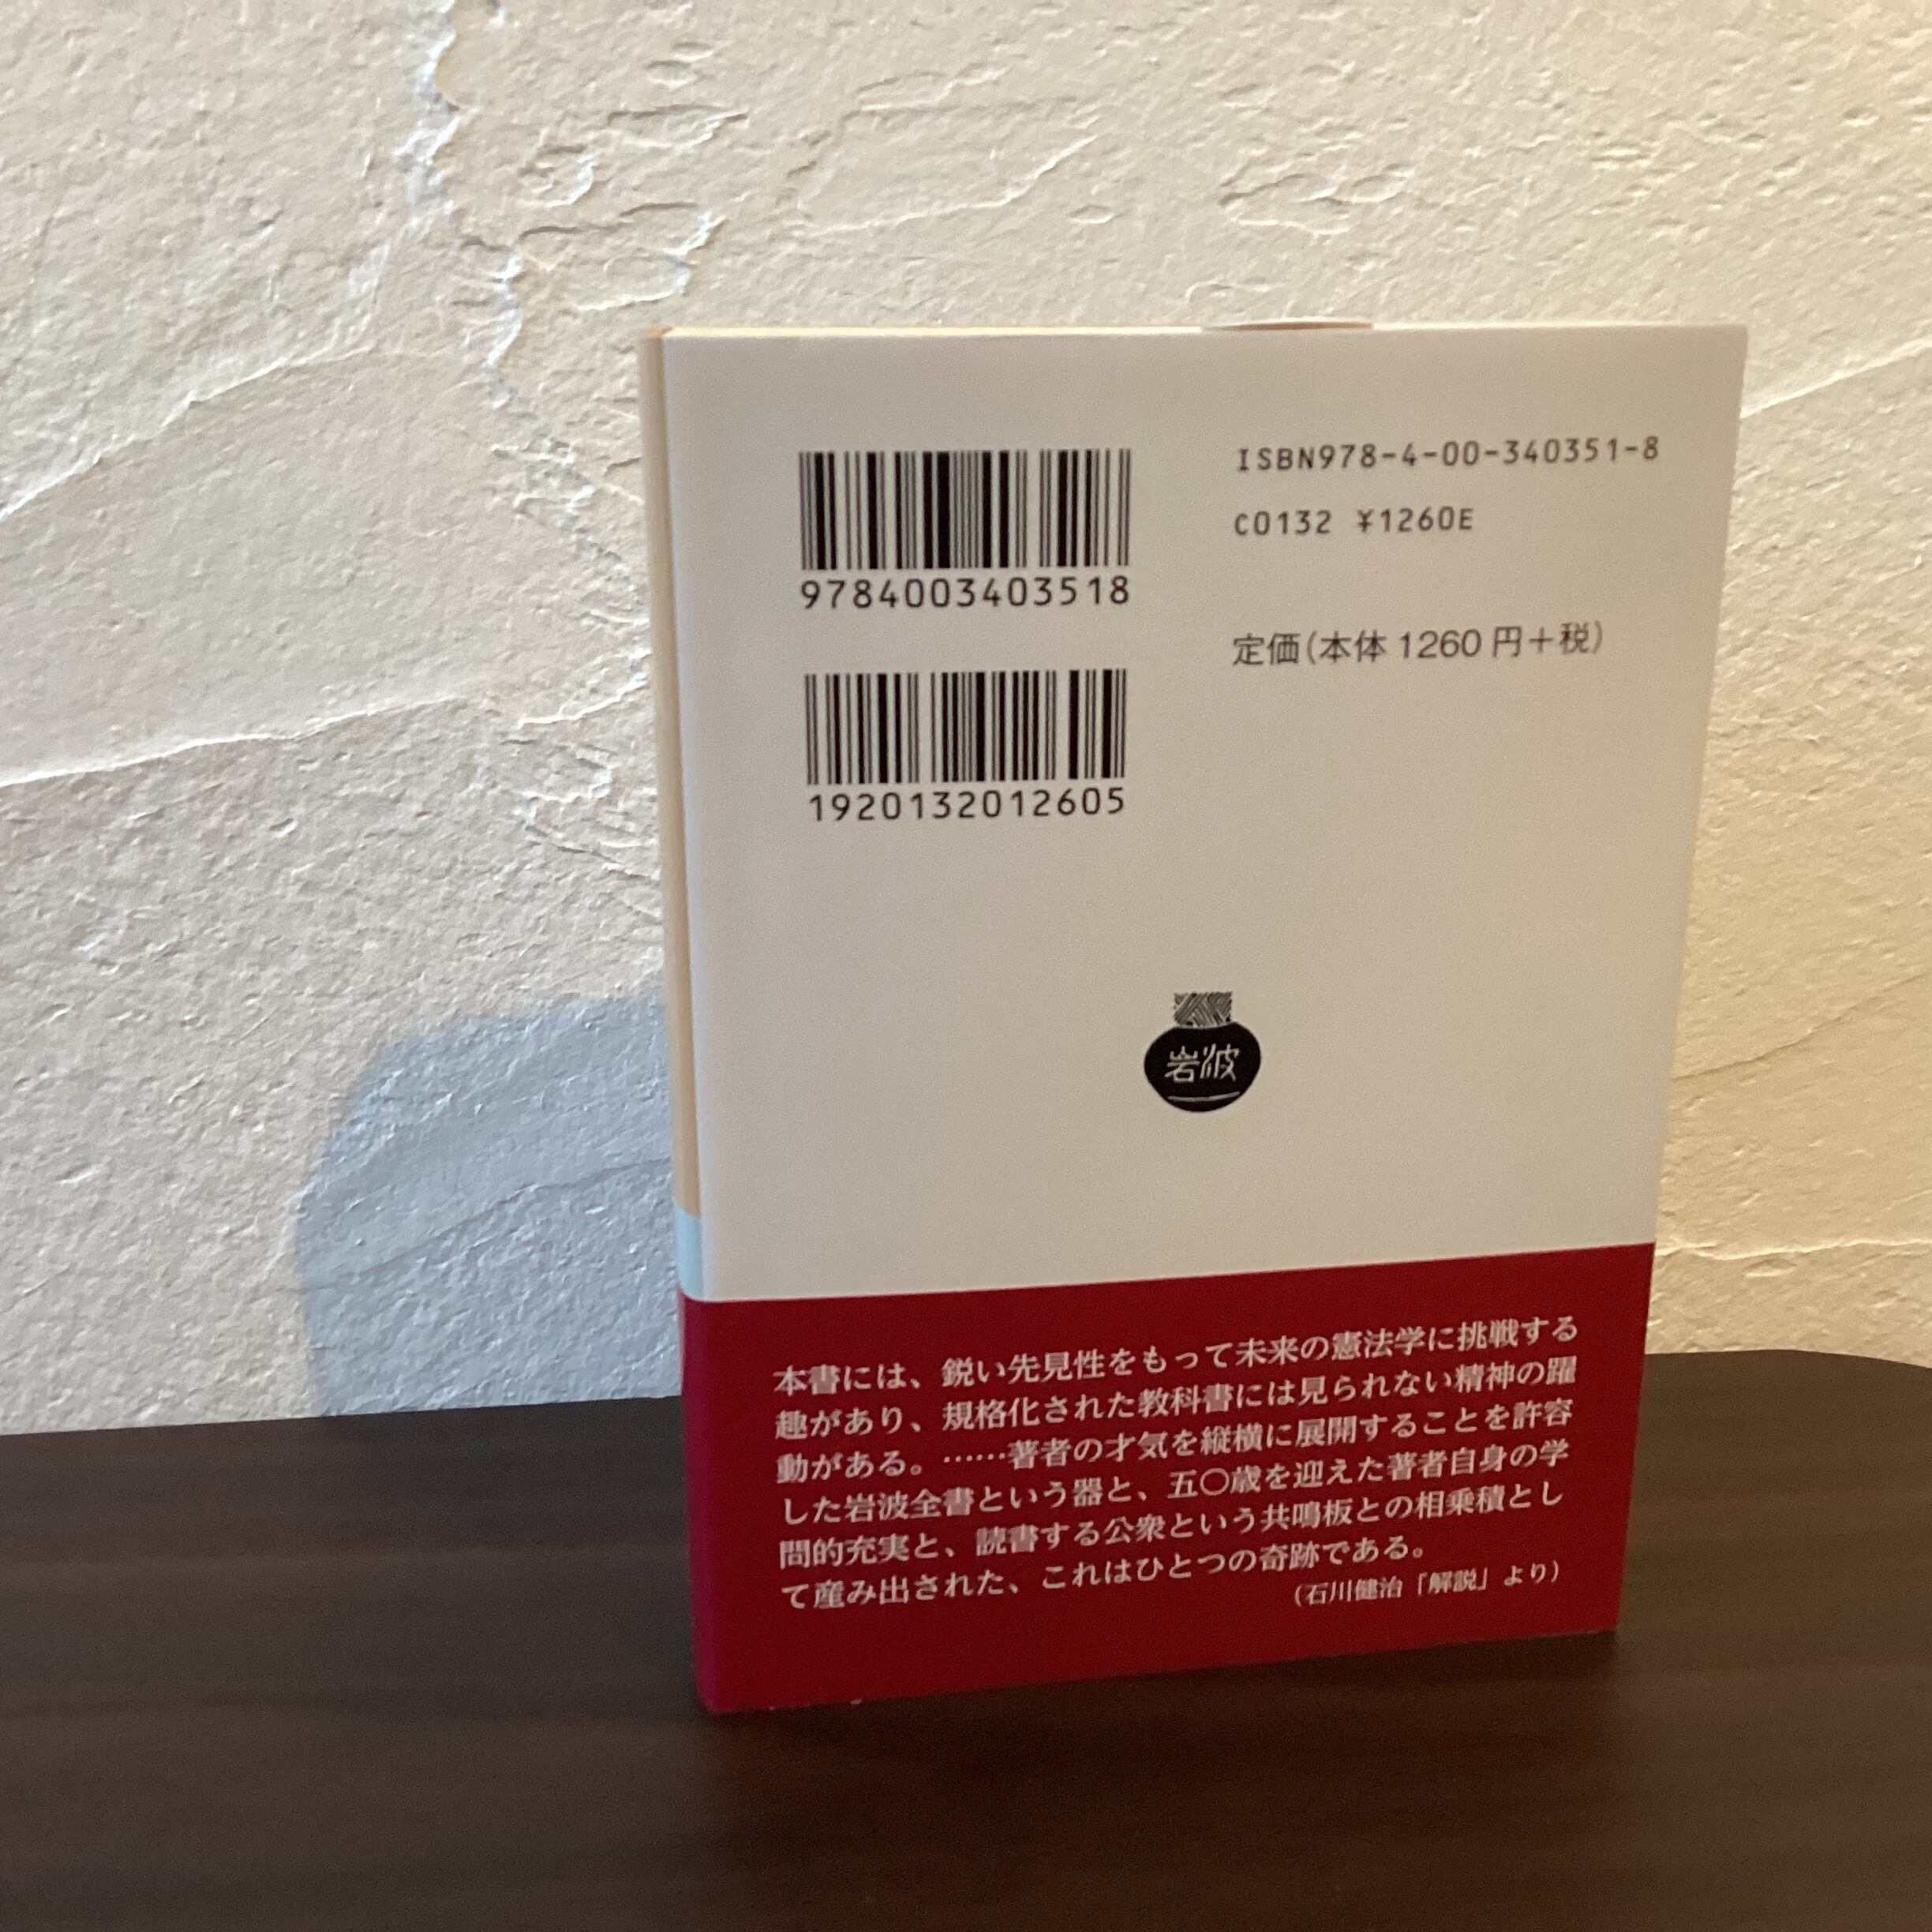 9784003403518
1920132012605
ISBN978-4-00-340351-8
C0132 ¥1260E
定価(本体 1260 円+税)
岩波
本書には、鋭い先見性をもって未来の憲法学に挑戦する
趣があり、規格化された教科書には見られない精神の躍
動がある。……著者の才気を縦横に展開することを許容
した岩波全書という器と、五〇歳を迎えた著者自身の学
問的充実と、読書する公衆という共鳴板との相乗積とし
て産み出された、これはひとつの奇跡である。
(石川健治「解説」より)